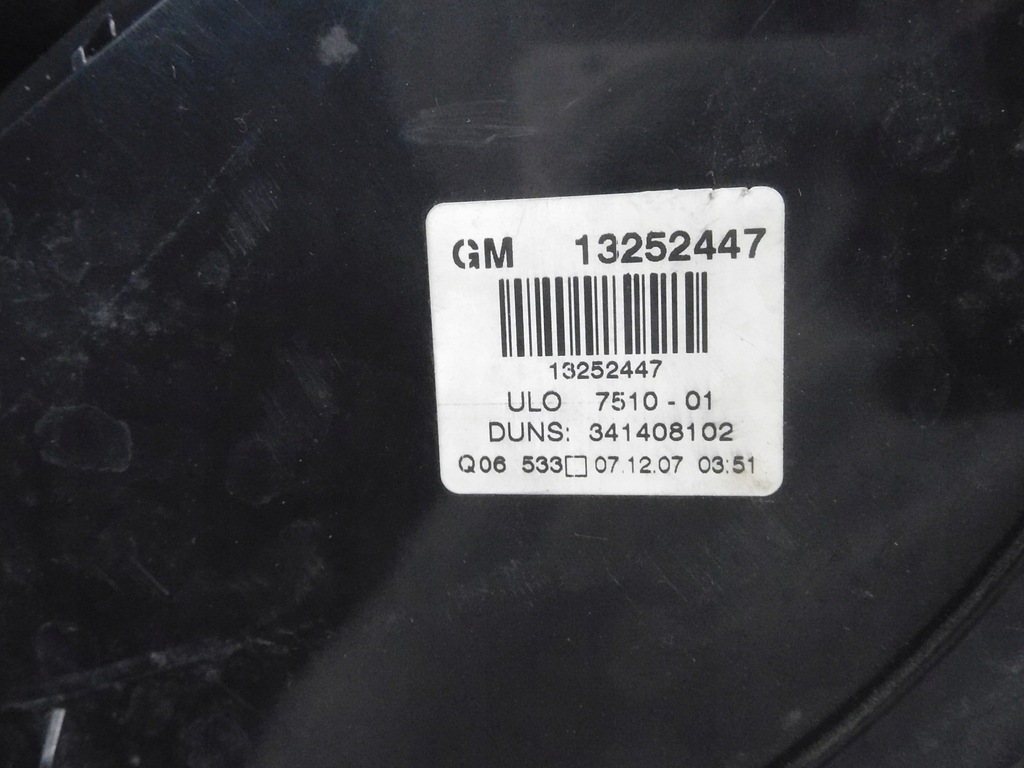 GM 13252447
13252447
ULO 7510 - 01
DUNS: 341408102
Q06 533□ 07.12.07 03:51